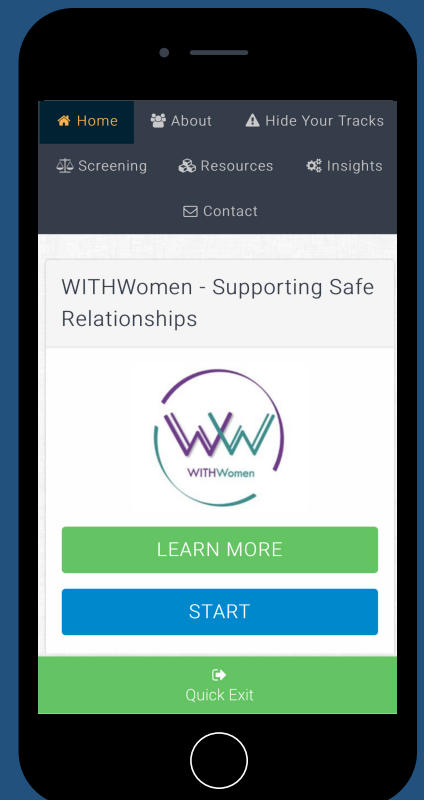 Home About Hide Your Tracks
Screening Resources Insights
Contact
WITHWomen - Supporting Safe
Relationships
WW
WITHWomen
LEARN MORE
START
Quick Exit